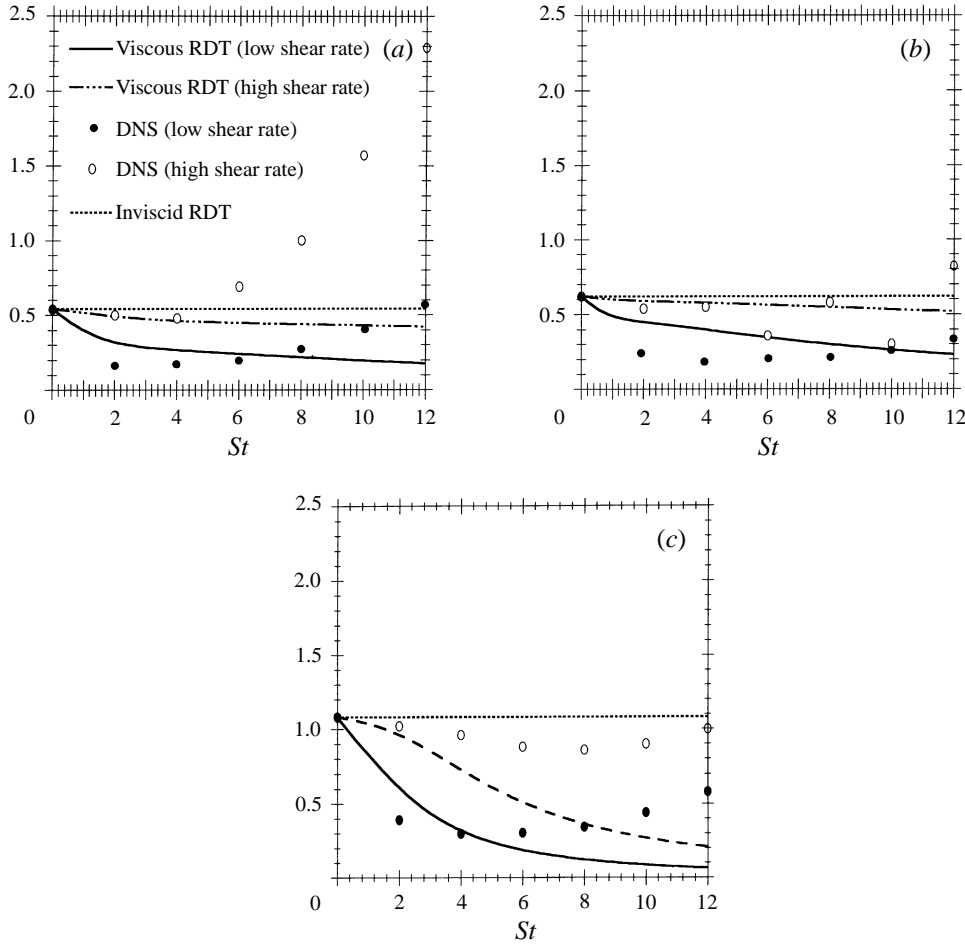 2.5
(a)
Viscous RDT (low shear rate)
2.0
Viscous RDT (high shear rate)
DNS (low shear rate)
1.5
DNS (high shear rate)
Inviscid RDT
1.0
0.5
0 2 4 6 8 10 12
St
2.5
(b)
2.0
1.5
1.0
0.5
0 2 4 6 8 10 12
St
2.5
(c)
2.0
1.5
1.0
0.5
0 2 4 6 8 10 12
St